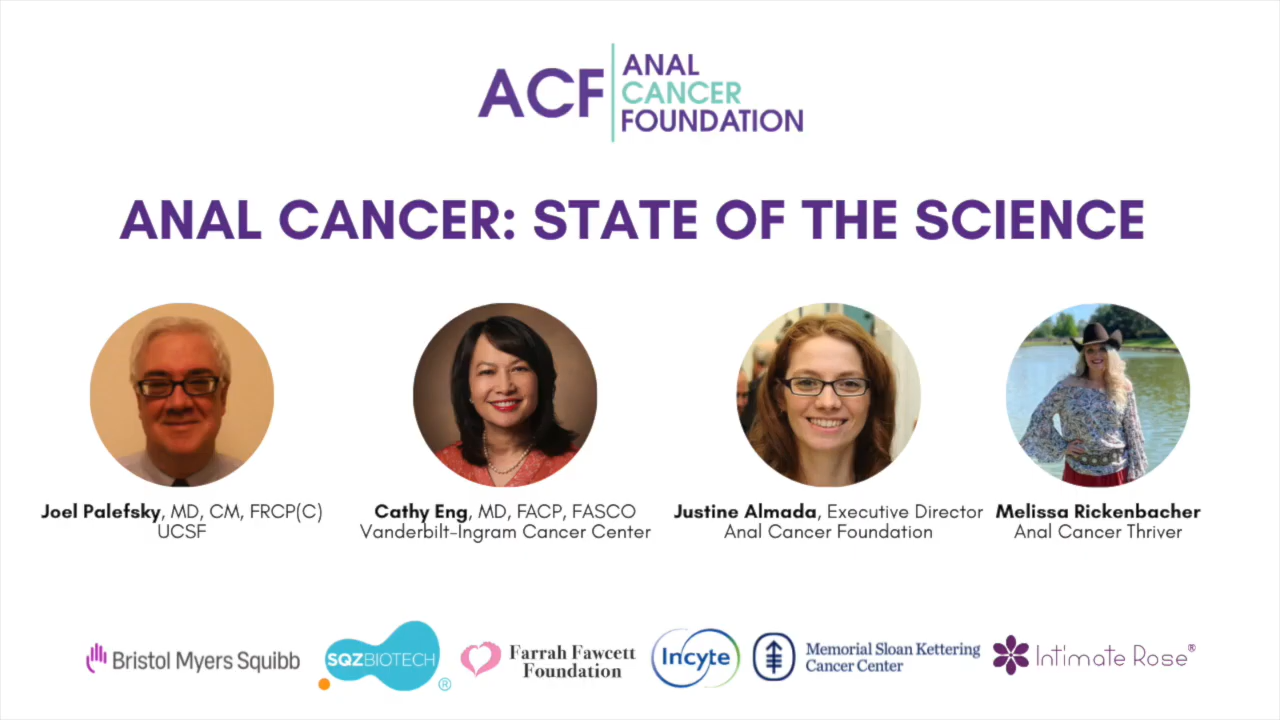 ACF
ANAL
CANCER
FOUNDATION
ANAL CANCER: STATE OF THE SCIENCE
Joel Palefsky, MD, CM, FRCP(C)
UCSF
Cathy Eng, MD, FACP, FASCO
Vanderbilt-Ingram Cancer Center
Justine Almada, Executive Director
Anal Cancer Foundation
Melissa Rickenbacher
Anal Cancer Thriver
Bristol Myers Squibb
SQZBIOTECH ®
Farrah Fawcett
Foundation
Incyte
Memorial Sloan Kettering
Cancer Center
Intimate Rose®